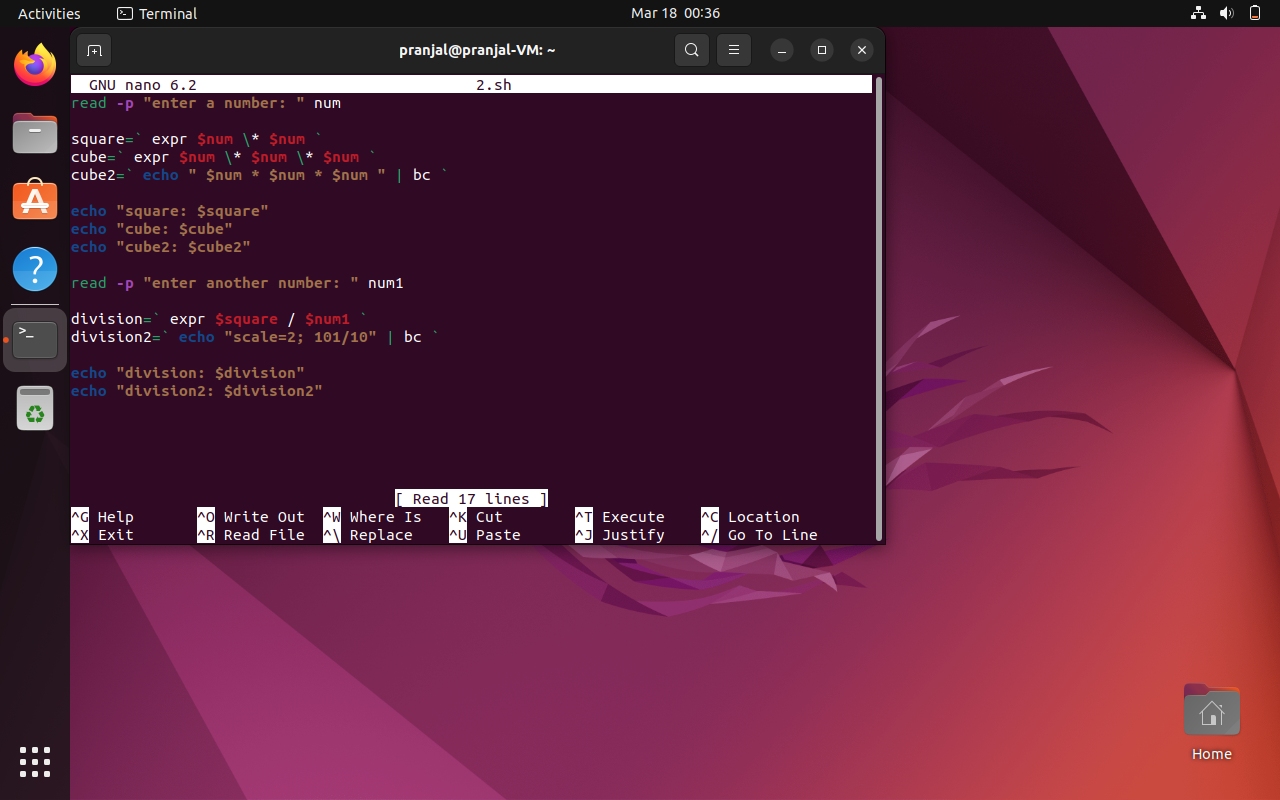 Activities Terminal Mar 18 00:36
pranjal@pranjal-VM: ~
GNU nano 6.2 2.sh
read -p "enter a number: " num
square=` expr $num \* $num `
cube=` expr $num \* $num \* $num `
cube2=` echo " $num * $num * $num " | bc `
echo "square: $square"
echo "cube: $cube"
echo "cube2: $cube2"
read -p "enter another number: " num1
division=` expr $square / $num1 `
division2=` echo "scale=2; 101/10" | bc `
echo "division: $division"
echo "division2: $division2"
[ Read 17 lines ]
^G Help ^O Write Out ^W Where Is ^K Cut ^T Execute ^C Location
^X Exit ^R Read File ^\ Replace ^U Paste ^J Justify ^/ Go To Line
Home